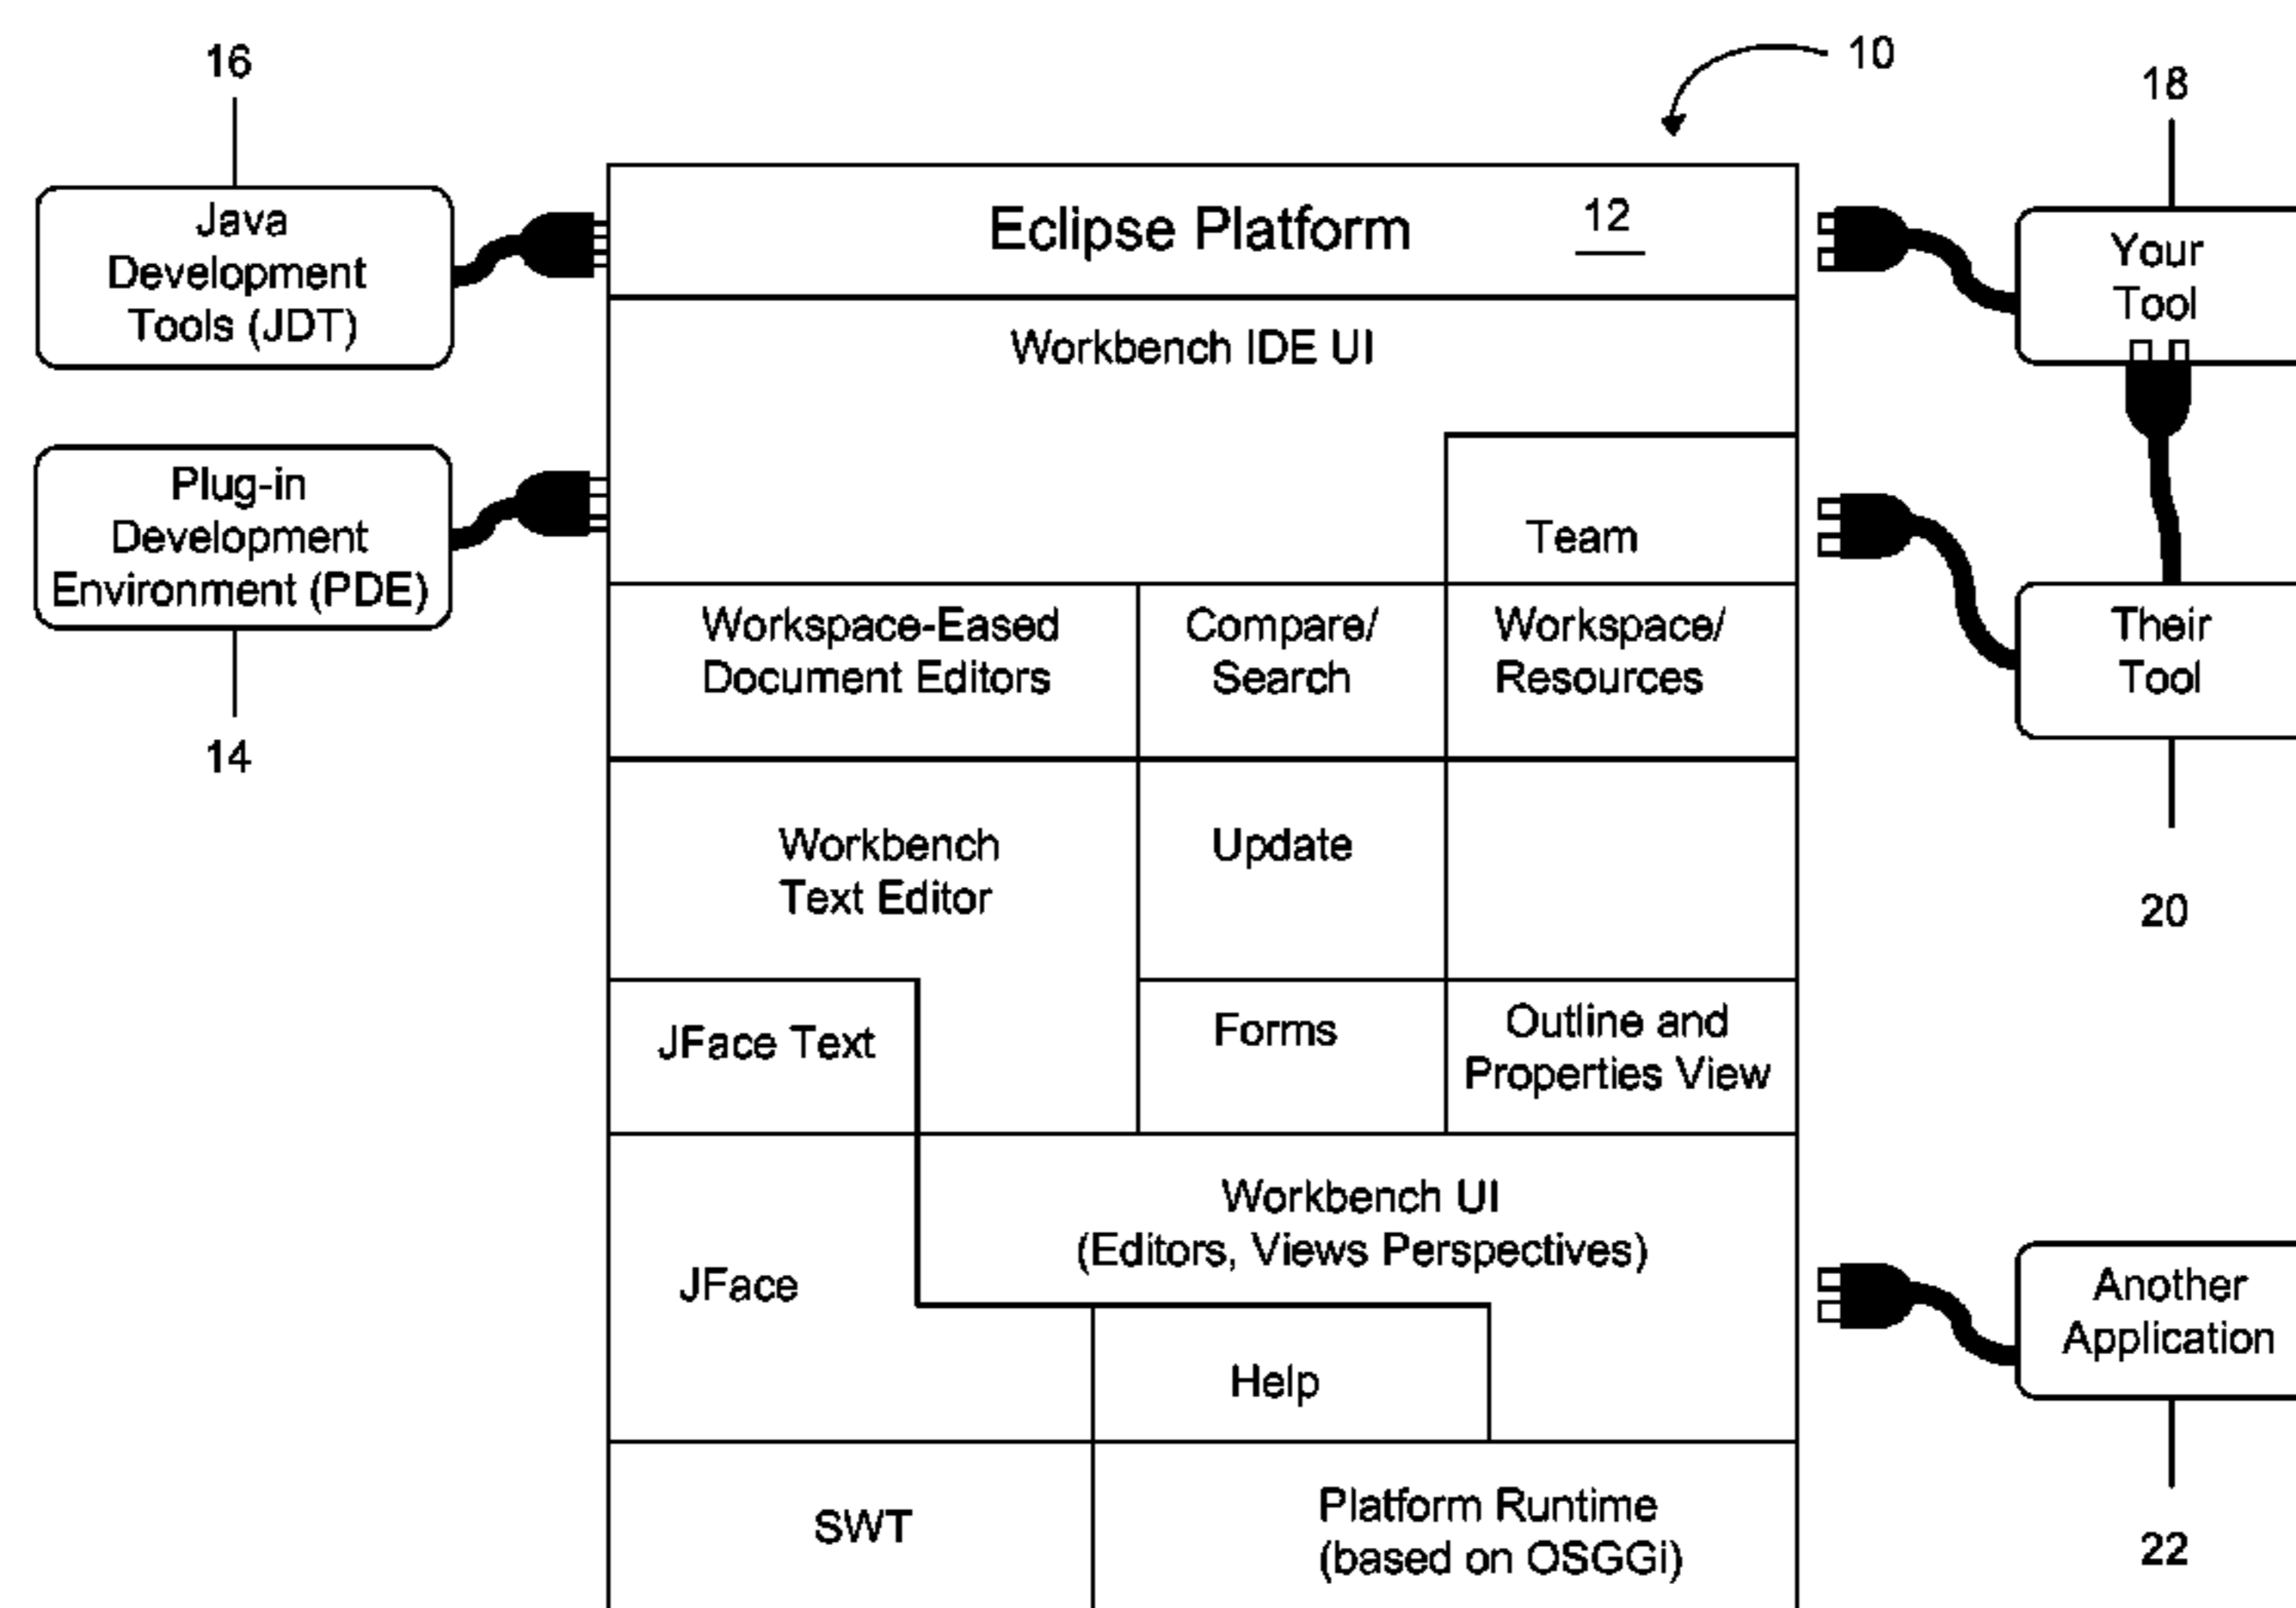 16
10
18
Java
Development
Tools (JDT)
Eclipse Platform
12
Your
Tool
Workbench IDE UI
Plug-in
Development
Environment (PDE)
Team
14
Workspace-Eased
Document Editors
Compare/
Search
Workspace/
Resources
Their
Tool
20
Workbench
Text Editor
Update
JFace Text
Forms
Outline and
Properties View
Workbench UI
(Editors, Views Perspectives)
JFace
Help
Another
Application
22
SWT
Platform Runtime
(based on OSGGi)